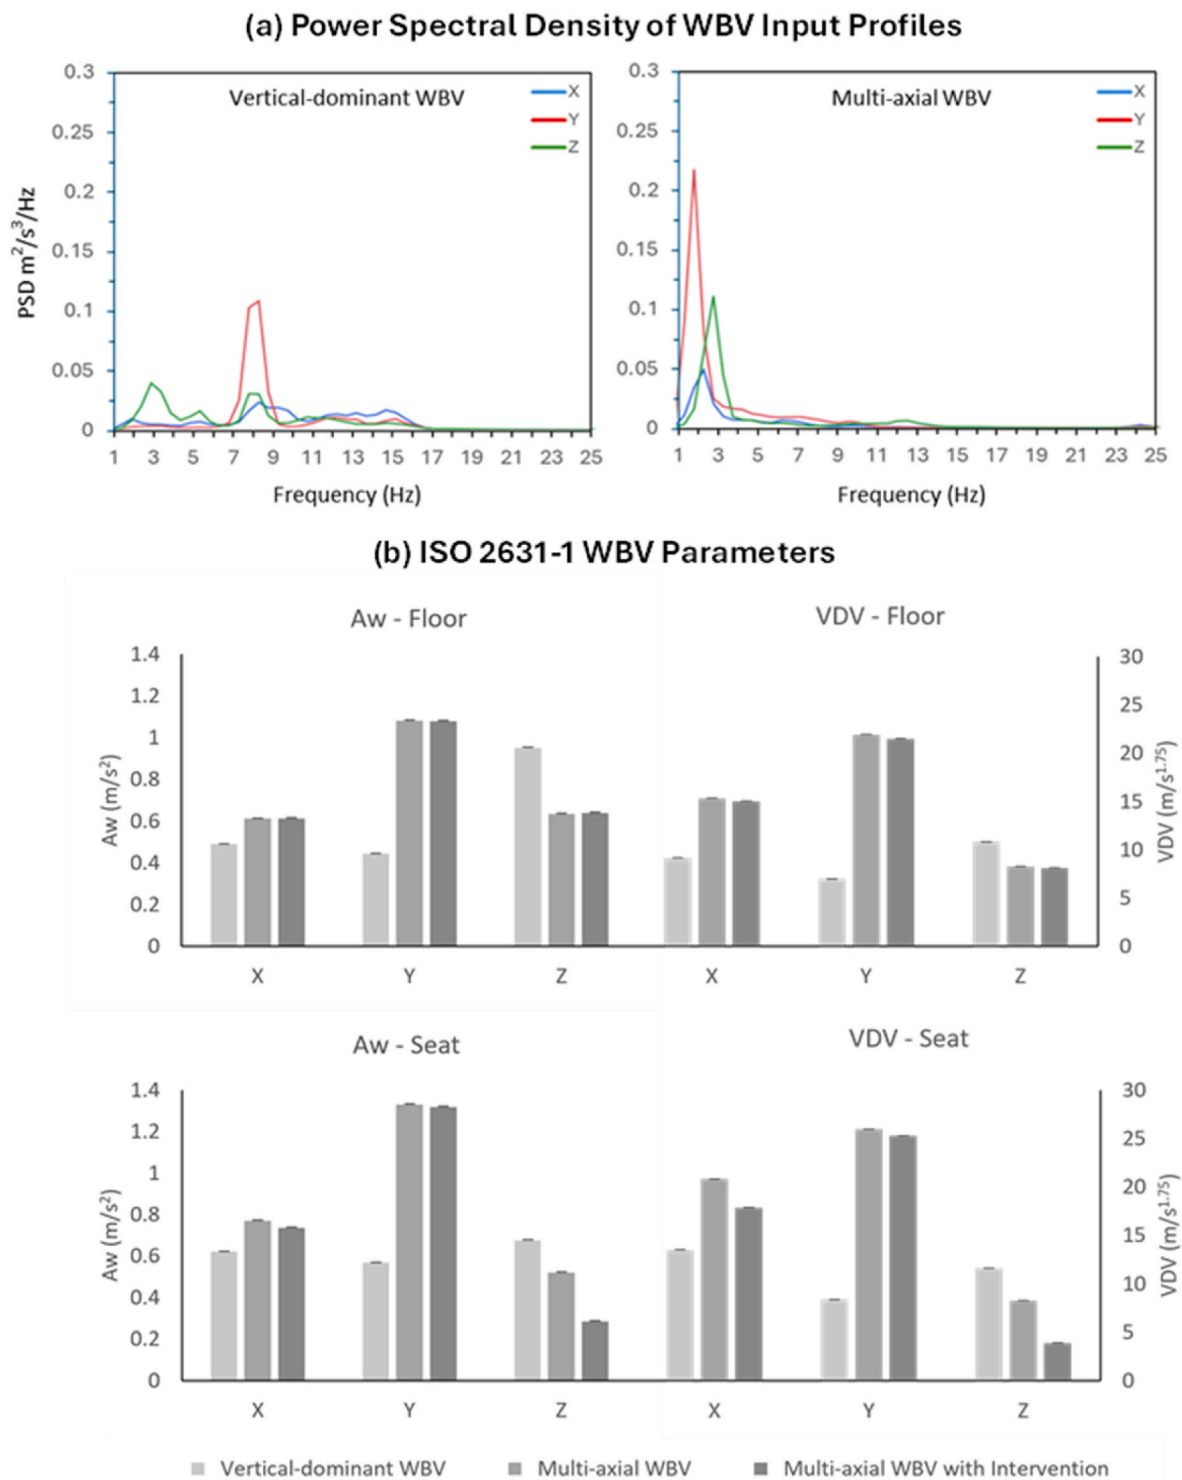 (a) Power Spectral Density of WBV Input Profiles
PSD m²/s³/Hz
0.3
0.25
0.2
0.15
0.1
0.05
0
Vertical-dominant WBV
X
Y
Z
1 3 5 7 9 11 13 15 17 19 21 23 25
Frequency (Hz)
0.3
0.25
0.2
0.15
0.1
0.05
0
Multi-axial WBV
X
Y
Z
1 3 5 7 9 11 13 15 17 19 21 23 25
Frequency (Hz)
(b) ISO 2631-1 WBV Parameters
Aw - Floor
Aw (m/s²)
1.4
1.2
1
0.8
0.6
0.4
0.2
0
X Y Z
VDV - Floor
30
25
20
15
10
5
0
VDV (m/s^1.75)
X Y Z
Aw - Seat
Aw (m/s²)
1.4
1.2
1
0.8
0.6
0.4
0.2
0
X Y Z
VDV - Seat
30
25
20
15
10
5
0
VDV (m/s^1.75)
X Y Z
Vertical-dominant WBV Multi-axial WBV Multi-axial WBV with Intervention